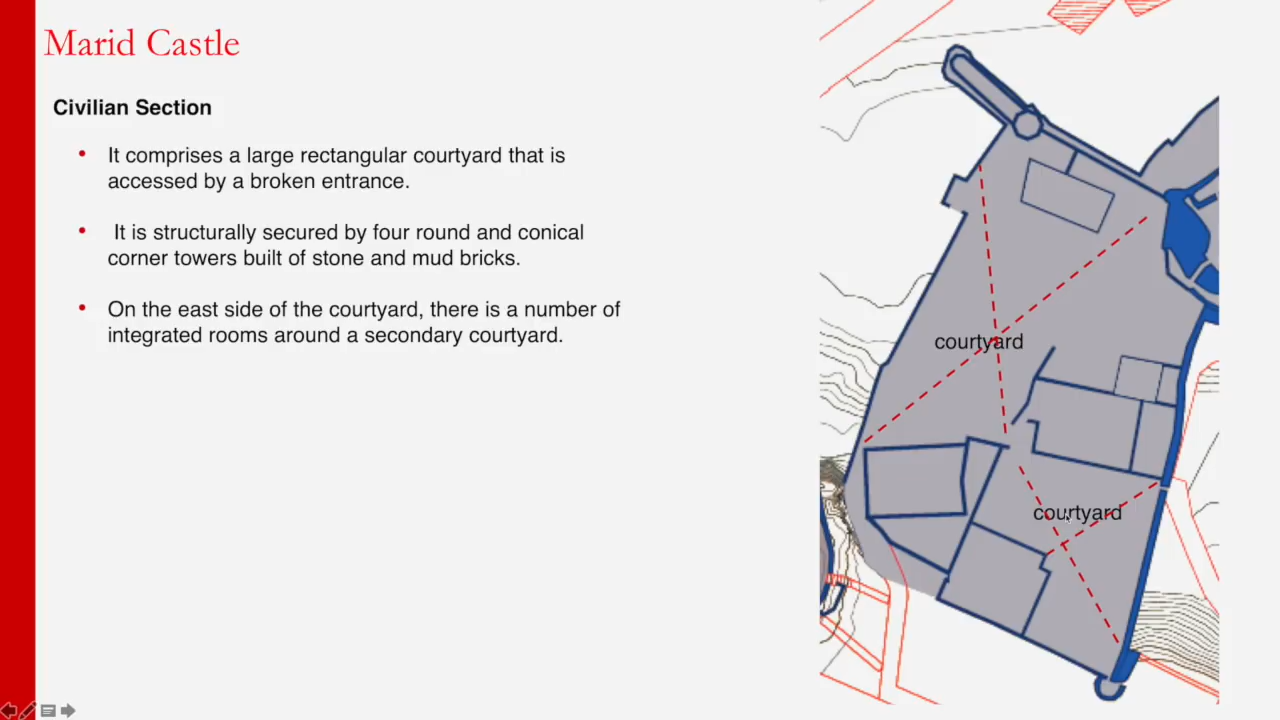 Marid Castle
Civilian Section
• It comprises a large rectangular courtyard that is
accessed by a broken entrance.
• It is structurally secured by four round and conical
corner towers built of stone and mud bricks.
• On the east side of the courtyard, there is a number of
integrated rooms around a secondary courtyard.
courtyard
courtyard